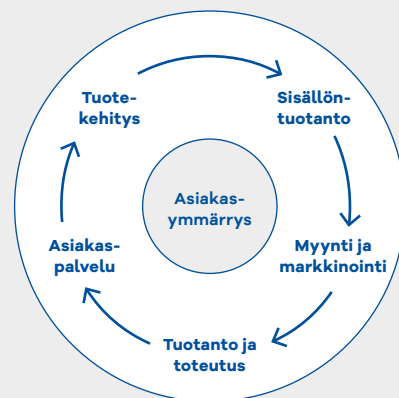 Tuote-
kehitys
Sisällön-
tuotanto
Asiakas-
ymmärrys
Asiakas-
palvelu
Myynti ja
markkinointi
Tuotanto ja
toteutus